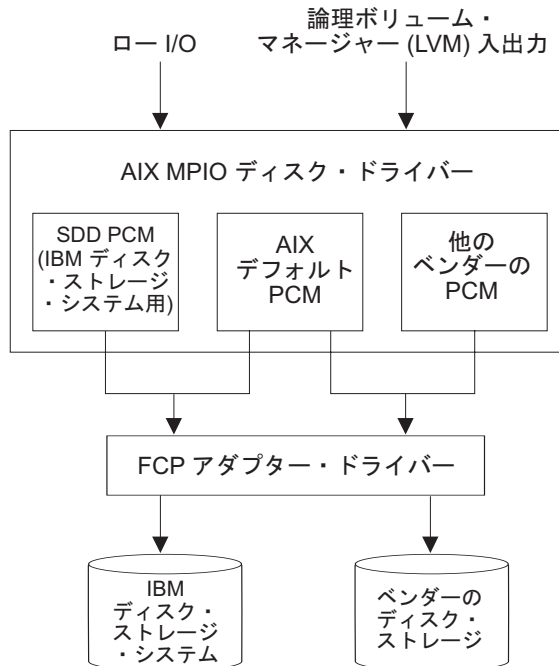 ロー I/O
論理ボリューム・
マネージャー (LVM) 入出力
AIX MPIO ディスク・ドライバー
SDD PCM
(IBM ディスク
・ストレージ
・システム用)
AIX
デフォルト
PCM
他の
ベンダーの
PCM
FCP アダプター・ドライバー
IBM
ディスク・
ストレージ
・システム
ベンダーの
ディスク・
ストレージ